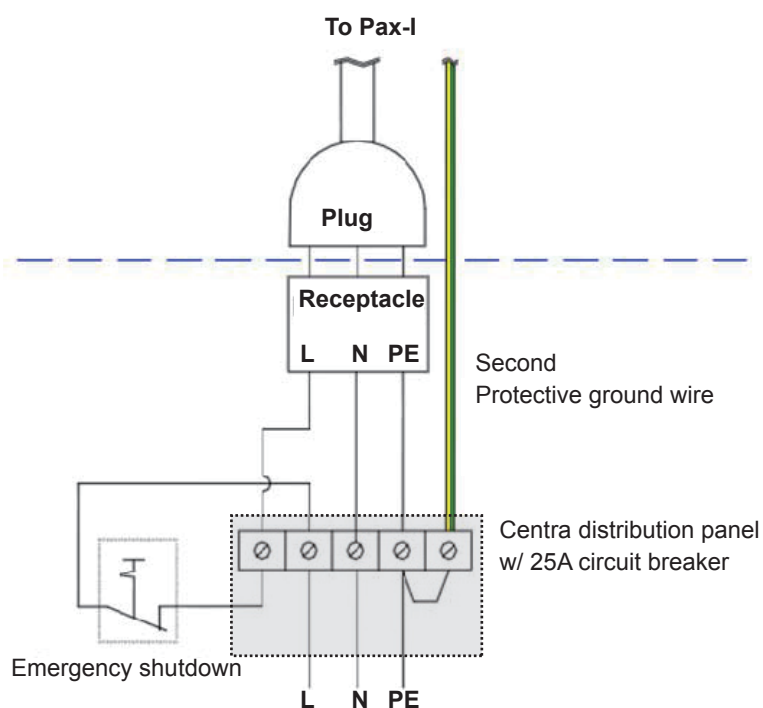 To Pax-I
Plug
Receptacle
L N PE
Second
Protective ground wire
Centra distribution panel
w/ 25A circuit breaker
Emergency shutdown
L N PE